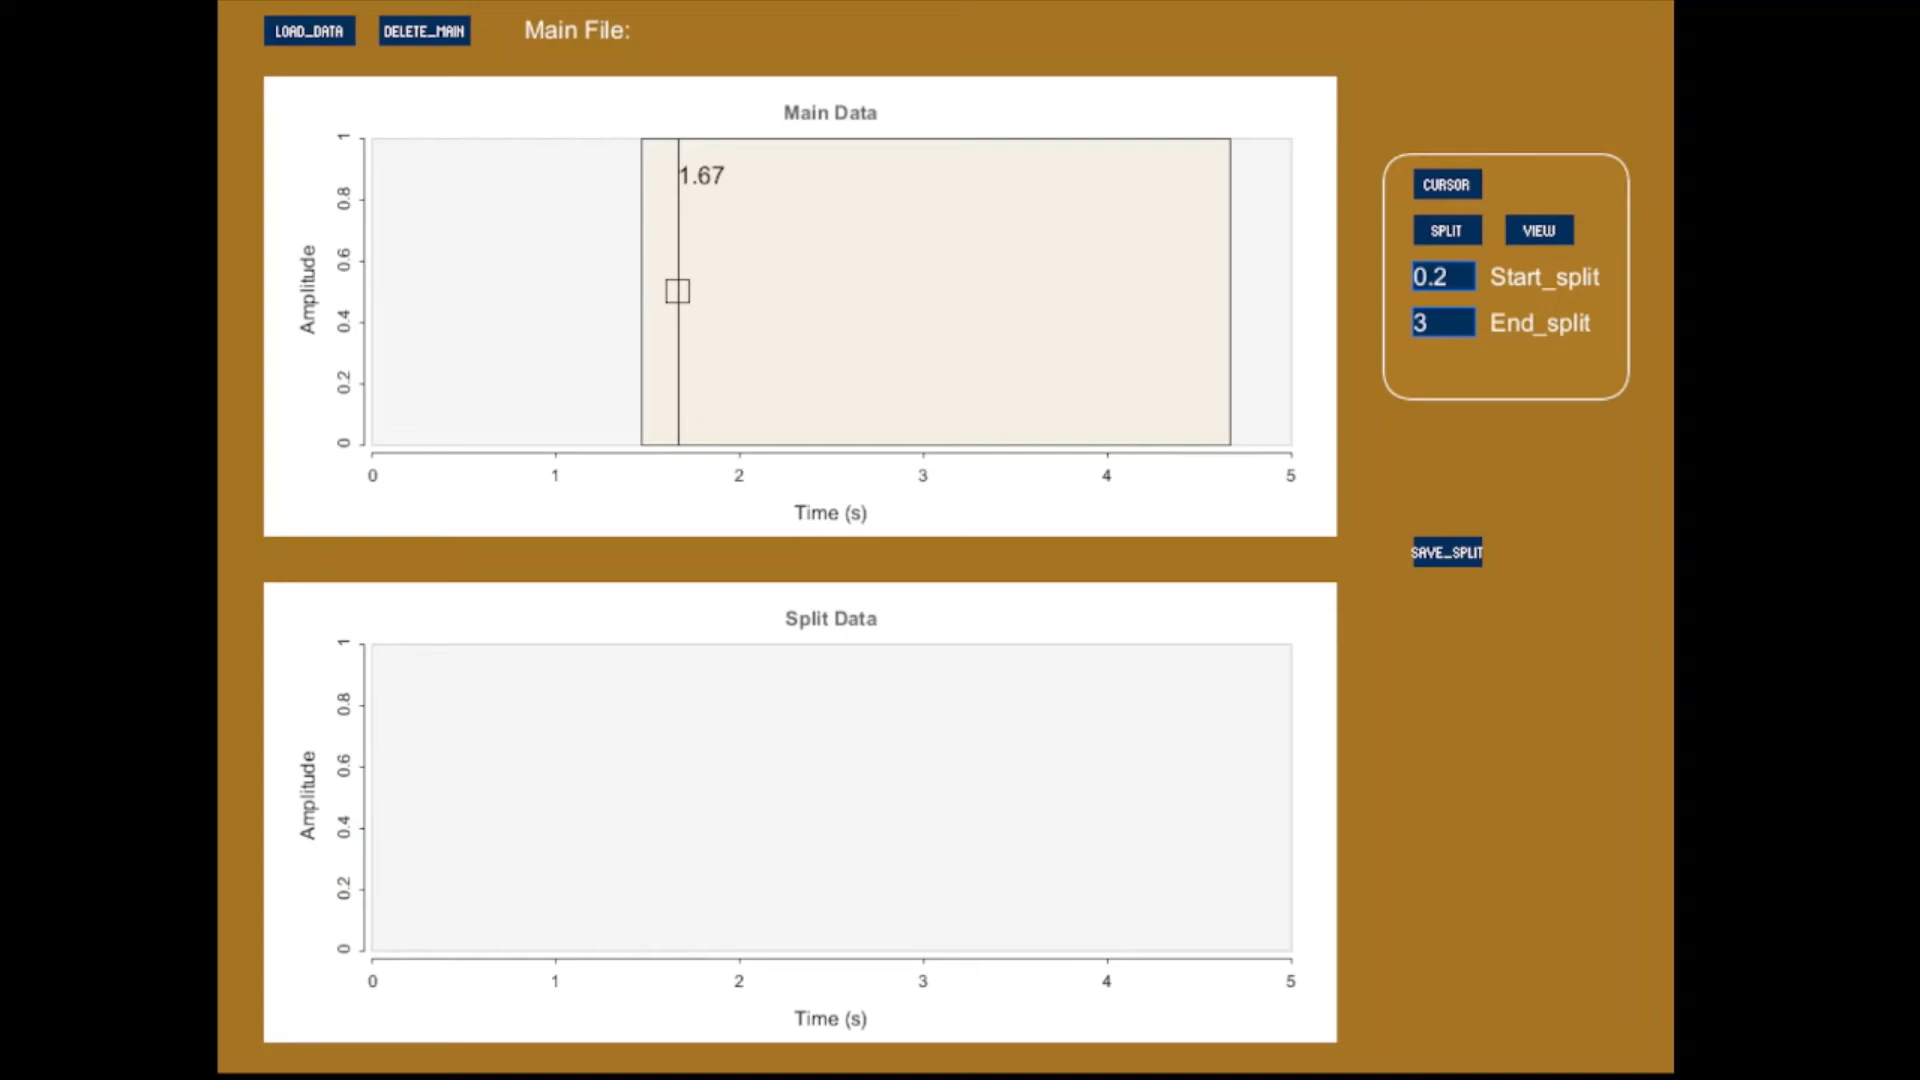 LOAD_DATA DELETE_MAIN Main File:
Main Data
1.67
Amplitude
1
0.8
0.6
0.4
0.2
0
0 1 2 3 4 5
Time (s)
CURSOR
SPLIT VIEW
0.2 Start_split
3 End_split
SAVE_SPLIT
Split Data
Amplitude
1
0.8
0.6
0.4
0.2
0
0 1 2 3 4 5
Time (s)